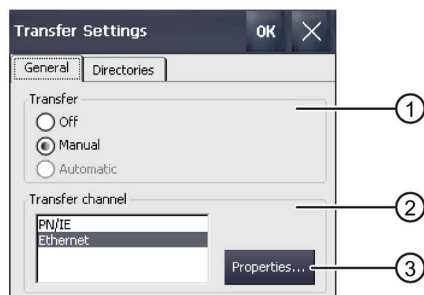 Transfer Settings OK
General Directories
Transfer
Off
Manual
Automatic
Transfer channel
PN/IE
Ethernet
Properties...
1
2
3